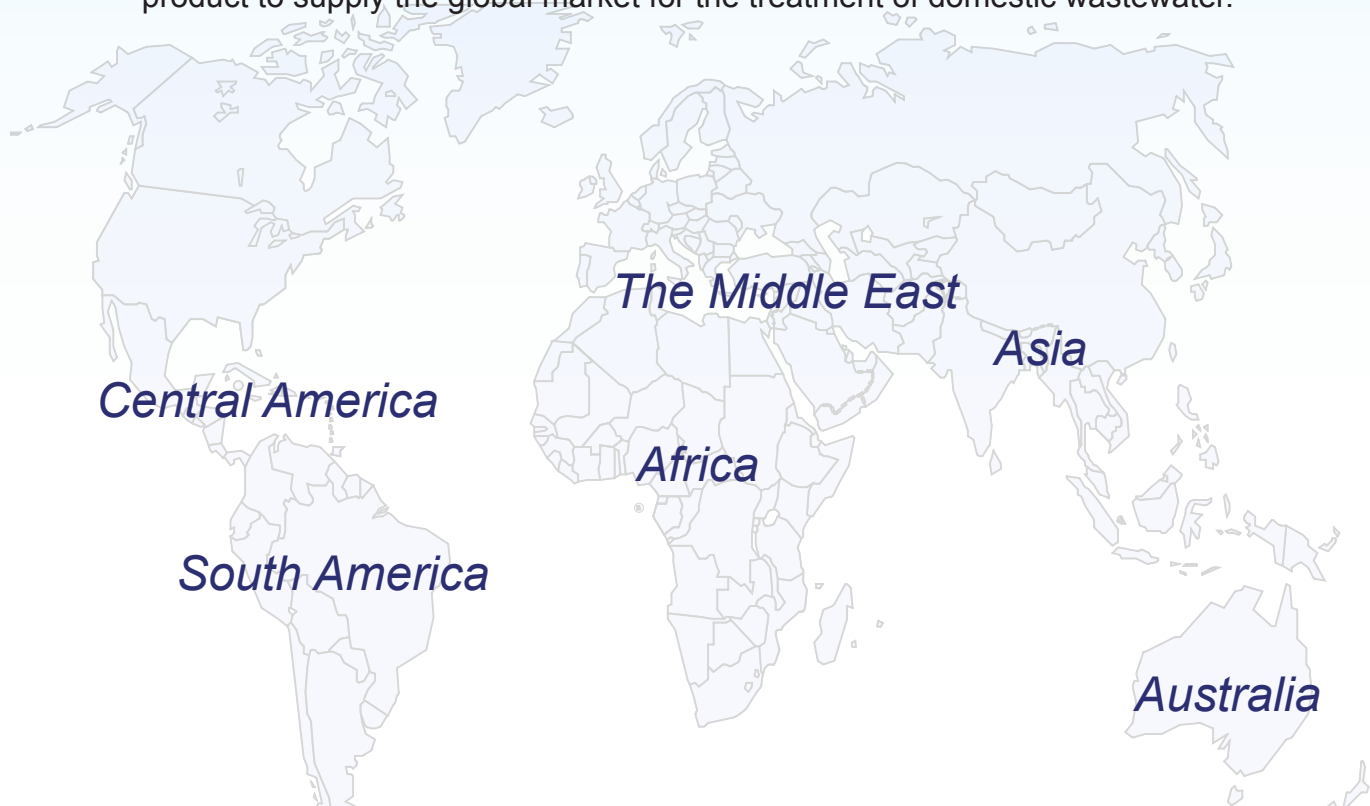 product to supply the global market for the treatment of domestic wastewater.
The Middle East
Asia
Central America
Africa
South America
Australia